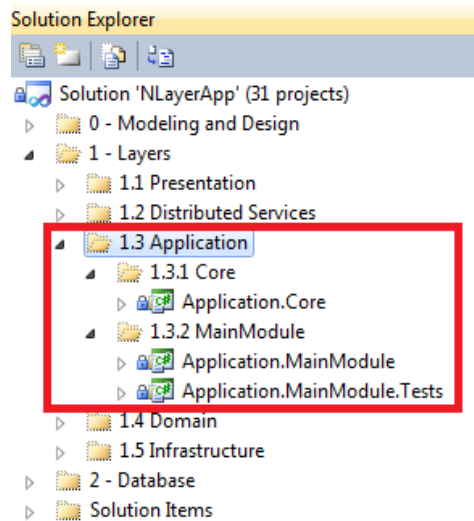 Solution Explorer
Solution 'NLayerApp' (31 projects)
0 - Modeling and Design
1 - Layers
1.1 Presentation
1.2 Distributed Services
1.3 Application
1.3.1 Core
Application.Core
1.3.2 MainModule
Application.MainModule
Application.MainModule.Tests
1.4 Domain
1.5 Infrastructure
2 - Database
Solution Items